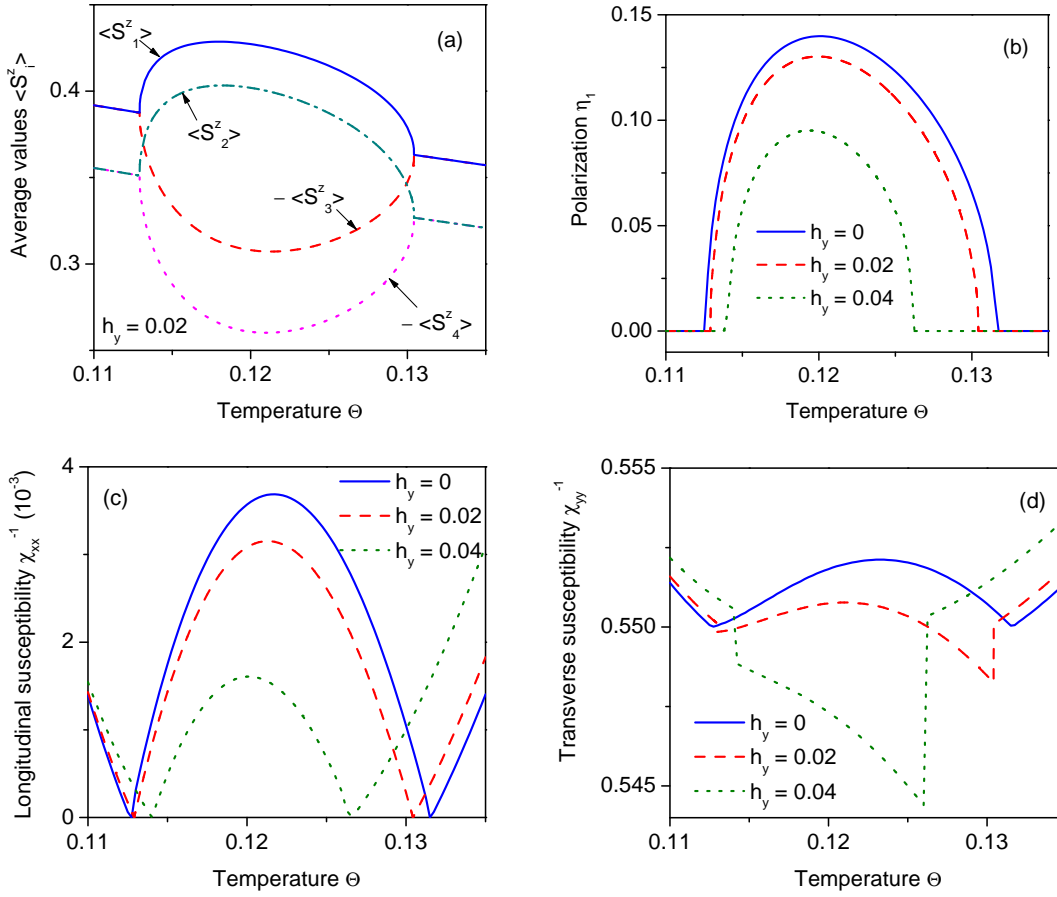 (a)
<S^z_1>
<S^z_2>
– <S^z_3>
– <S^z_4>
h_y = 0.02
Average values <S^z_i>
0.4
0.3
0.11
0.12
0.13
Temperature Θ
(b)
Polarization η_1
0.15
0.10
0.05
0.00
h_y = 0
h_y = 0.02
h_y = 0.04
0.11
0.12
0.13
Temperature Θ
(c)
Longitudinal susceptibility χ_xx^-1 (10^-3)
4
2
0
h_y = 0
h_y = 0.02
h_y = 0.04
0.11
0.12
0.13
Temperature Θ
(d)
Transverse susceptibility χ_yy^-1
0.555
0.550
0.545
h_y = 0
h_y = 0.02
h_y = 0.04
0.11
0.12
0.13
Temperature Θ